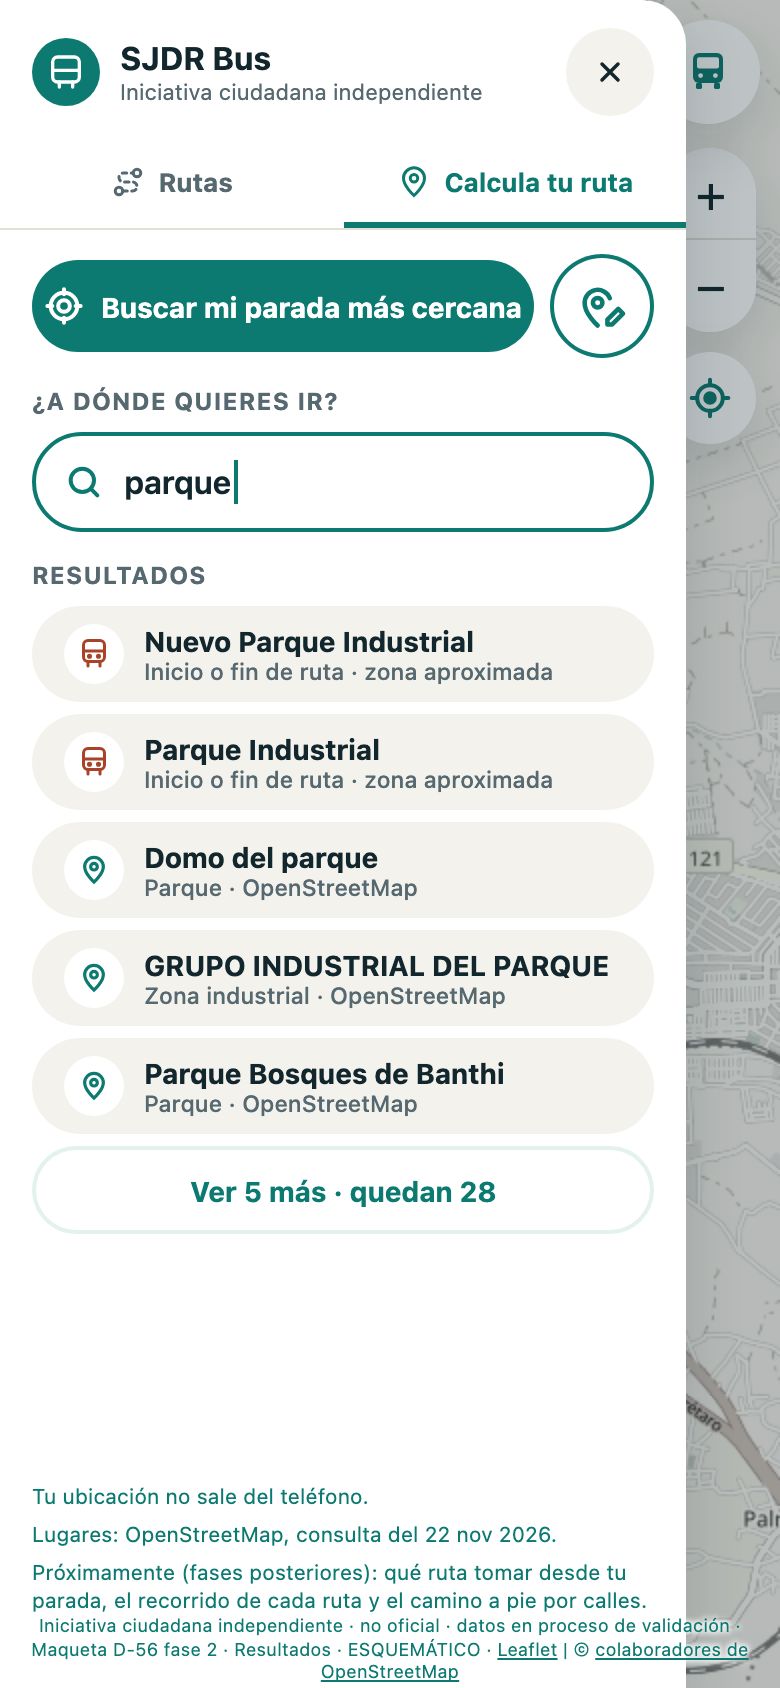 SJDR Bus
Iniciativa ciudadana independiente
Rutas
Calcula tu ruta
Buscar mi parada más cercana
¿A DÓNDE QUIERES IR?
parque
RESULTADOS
Nuevo Parque Industrial
Inicio o fin de ruta · zona aproximada
Parque Industrial
Inicio o fin de ruta · zona aproximada
Domo del parque
Parque · OpenStreetMap
121
GRUPO INDUSTRIAL DEL PARQUE
Zona industrial · OpenStreetMap
Parque Bosques de Banthi
Parque · OpenStreetMap
Ver 5 más · quedan 28
Tu ubicación no sale del teléfono.
Lugares: OpenStreetMap, consulta del 22 nov 2026.
Próximamente (fases posteriores): qué ruta tomar desde tu
parada, el recorrido de cada ruta y el camino a pie por calles.
Iniciativa ciudadana independiente · no oficial · datos en proceso de validación ·
Maqueta D-56 fase 2 · Resultados · ESQUEMÁTICO · Leaflet | © colaboradores de
OpenStreetMap